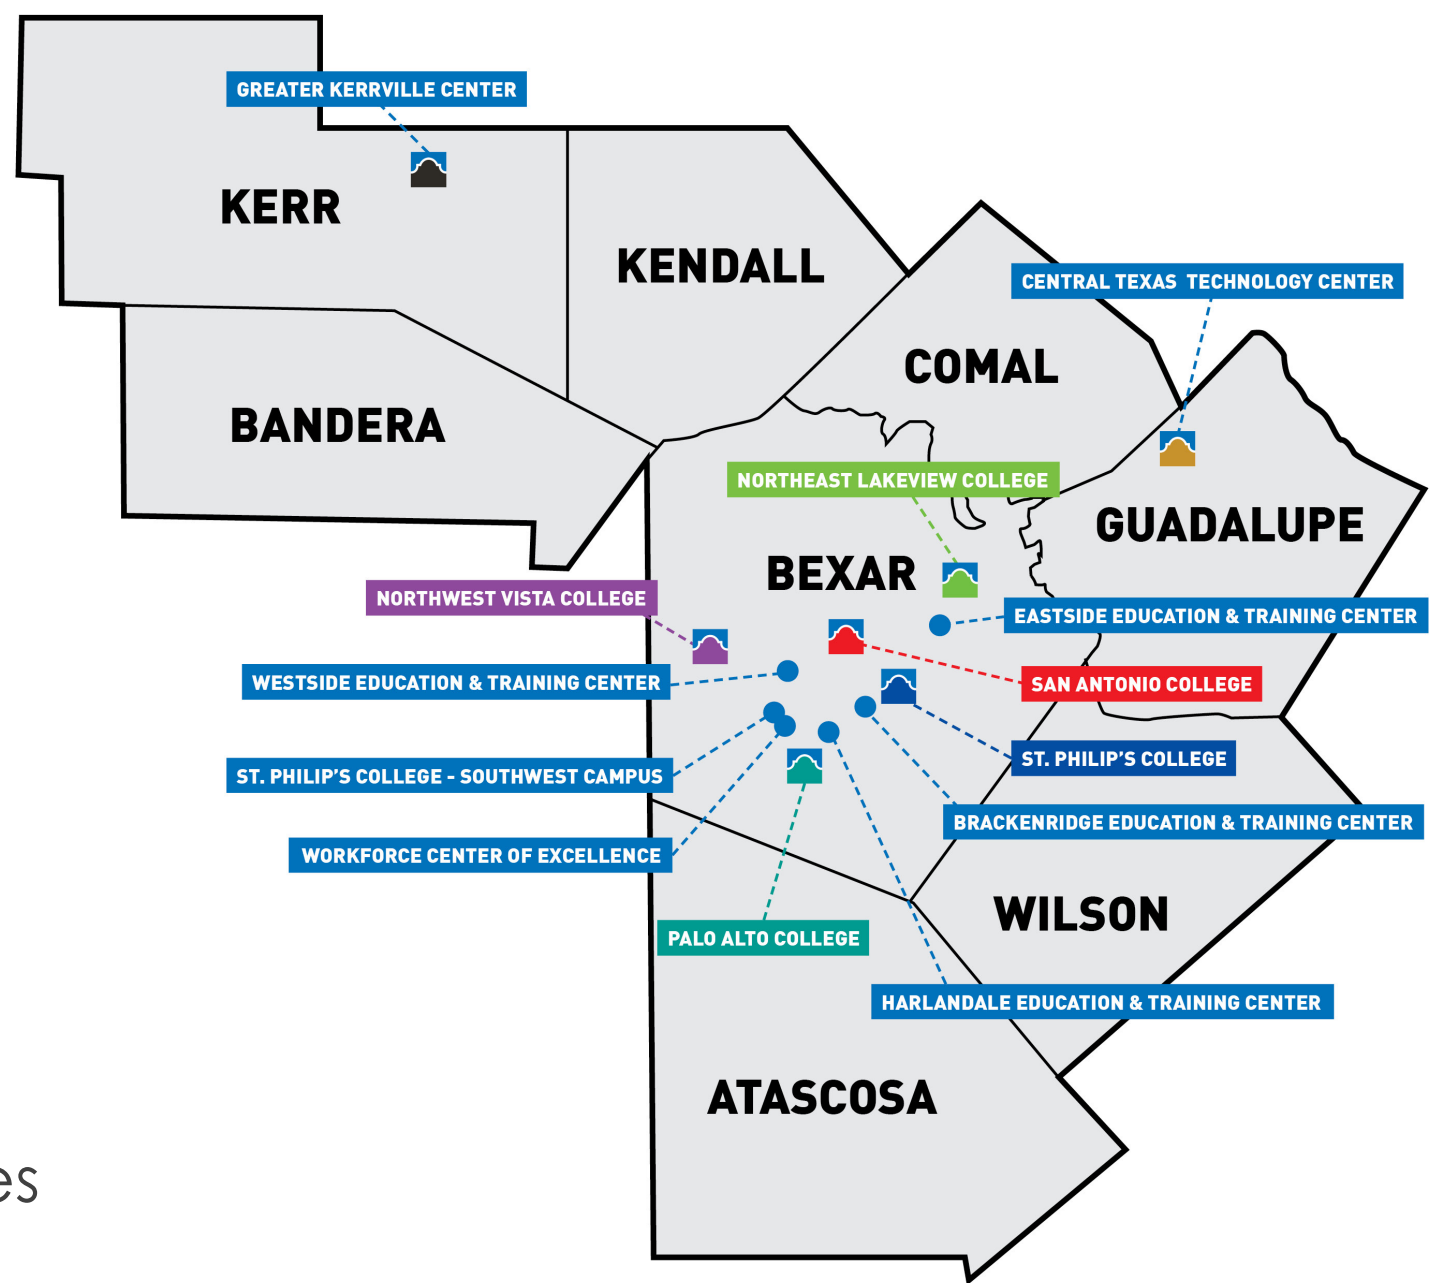 GREATER KERRVILLE CENTER
KERR
KENDALL
CENTRAL TEXAS TECHNOLOGY CENTER
COMAL
BANDERA
NORTHEAST LAKEVIEW COLLEGE
GUADALUPE
BEXAR
NORTHWEST VISTA COLLEGE
EASTSIDE EDUCATION & TRAINING CENTER
WESTSIDE EDUCATION & TRAINING CENTER
SAN ANTONIO COLLEGE
ST. PHILIP'S COLLEGE
ST. PHILIP'S COLLEGE - SOUTHWEST CAMPUS
BRACKENRIDGE EDUCATION & TRAINING CENTER
WORKFORCE CENTER OF EXCELLENCE
WILSON
PALO ALTO COLLEGE
HARLANDALE EDUCATION & TRAINING CENTER
ATASCOSA